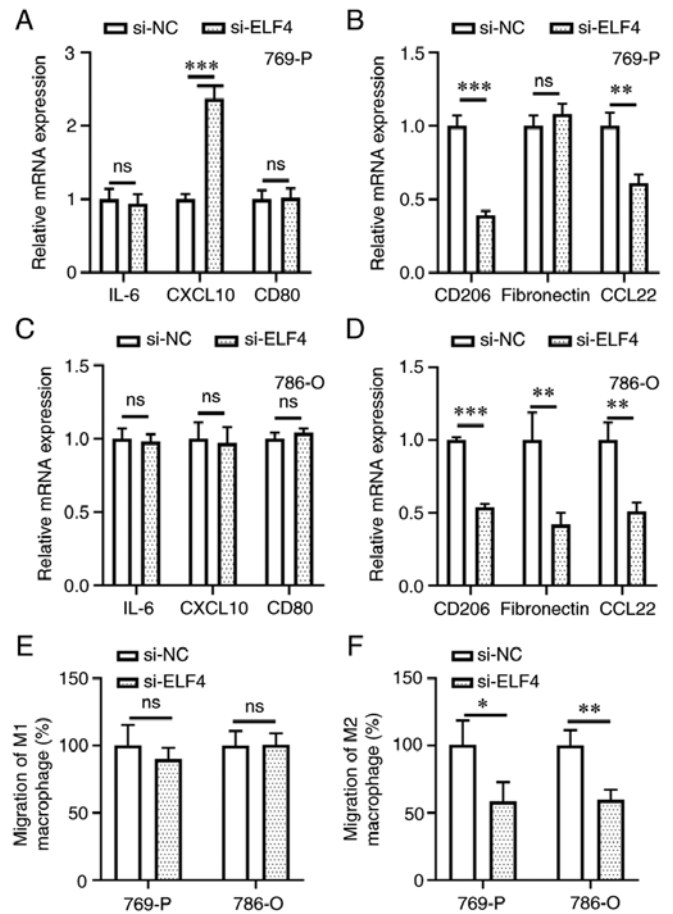 A
si-NC si-ELF4
769-P
Relative mRNA expression
3
2
1
0
***
ns
ns
IL-6 CXCL10 CD80
B
si-NC si-ELF4
769-P
Relative mRNA expression
1.5
1.0
0.5
0.0
***
ns
**
CD206 Fibronectin CCL22
C
si-NC si-ELF4
786-O
Relative mRNA expression
1.5
1.0
0.5
0.0
ns
ns
ns
IL-6 CXCL10 CD80
D
si-NC si-ELF4
786-O
Relative mRNA expression
1.5
1.0
0.5
0.0
***
**
**
CD206 Fibronectin CCL22
E
si-NC
si-ELF4
Migration of M1
macrophage (%)
150
100
50
0
ns
ns
769-P 786-O
F
si-NC
si-ELF4
Migration of M2
macrophage (%)
150
100
50
0
*
**
769-P 786-O